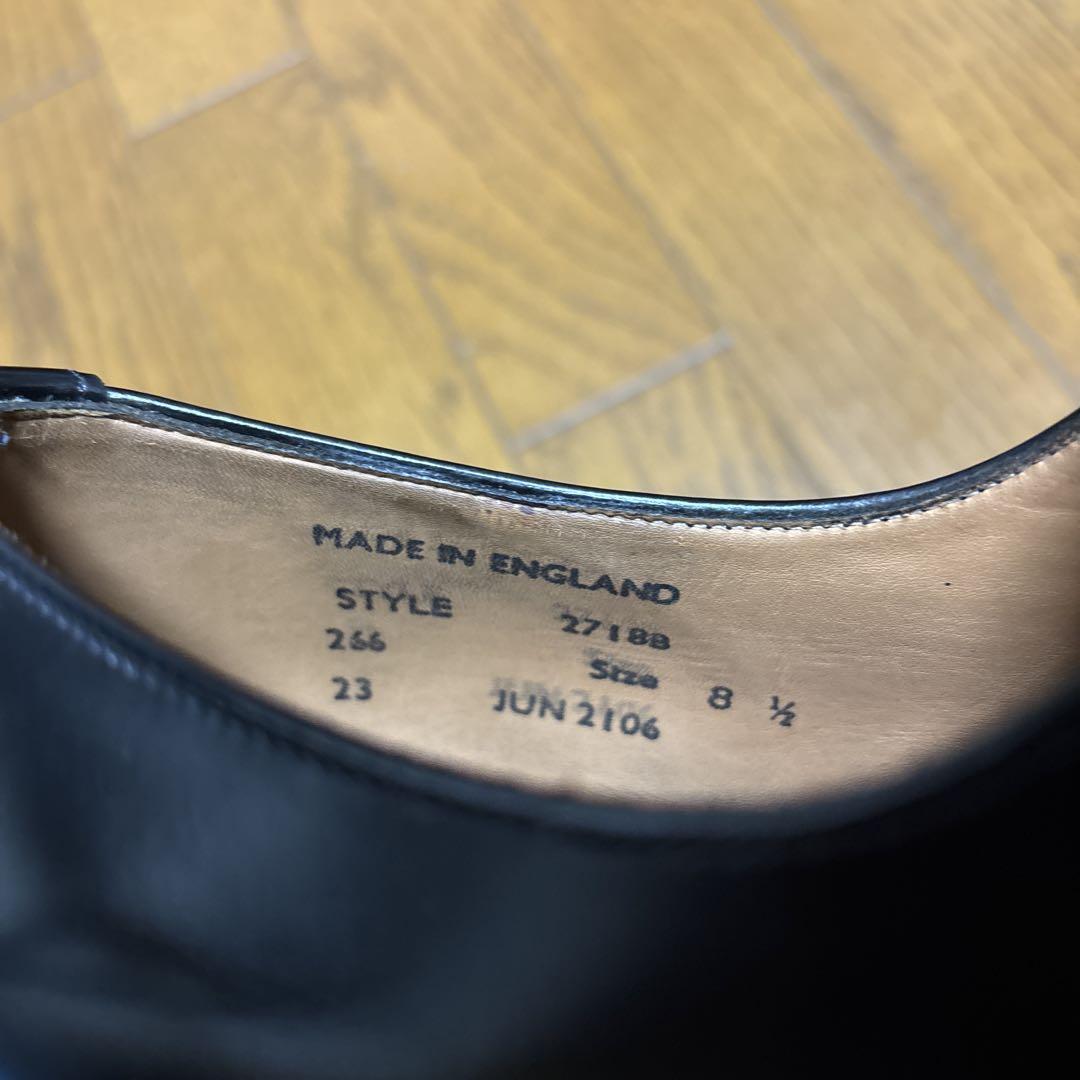 MADE IN ENGLAND
STYLE 27188
266 Size 8 ½
23 JUN 2106